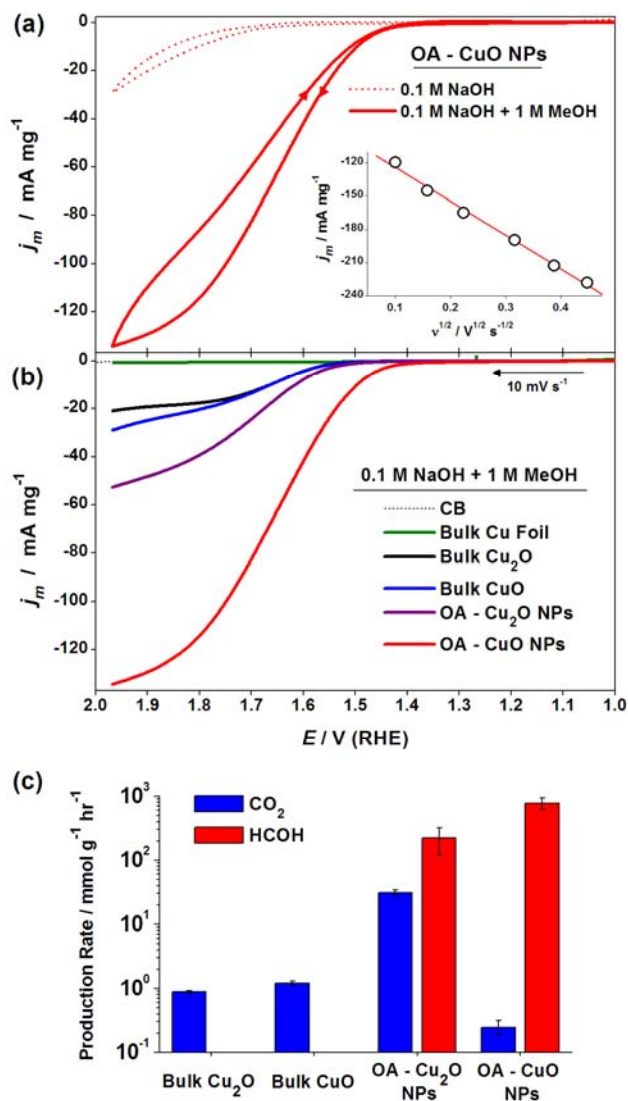 (a)
0
-20
-40
-60
-80
-100
-120
j_m / mA mg⁻¹
OA - CuO NPs
0.1 M NaOH
0.1 M NaOH + 1 M MeOH
-120
-150
-180
-210
-240
j_m / mA mg⁻¹
0.1 0.2 0.3 0.4
ν^1/2 / V^1/2 s^-1/2
(b)
0
-20
-40
-60
-80
-100
-120
j_m / mA mg⁻¹
10 mV s⁻¹
0.1 M NaOH + 1 M MeOH
CB
Bulk Cu Foil
Bulk Cu₂O
Bulk CuO
OA - Cu₂O NPs
OA - CuO NPs
2.0 1.9 1.8 1.7 1.6 1.5 1.4 1.3 1.2 1.1 1.0
E / V (RHE)
(c)
CO₂
HCOH
10³
10²
10¹
10⁰
10⁻¹
Production Rate / mmol g⁻¹ hr⁻¹
Bulk Cu₂O Bulk CuO OA - Cu₂O OA - CuO
NPs NPs